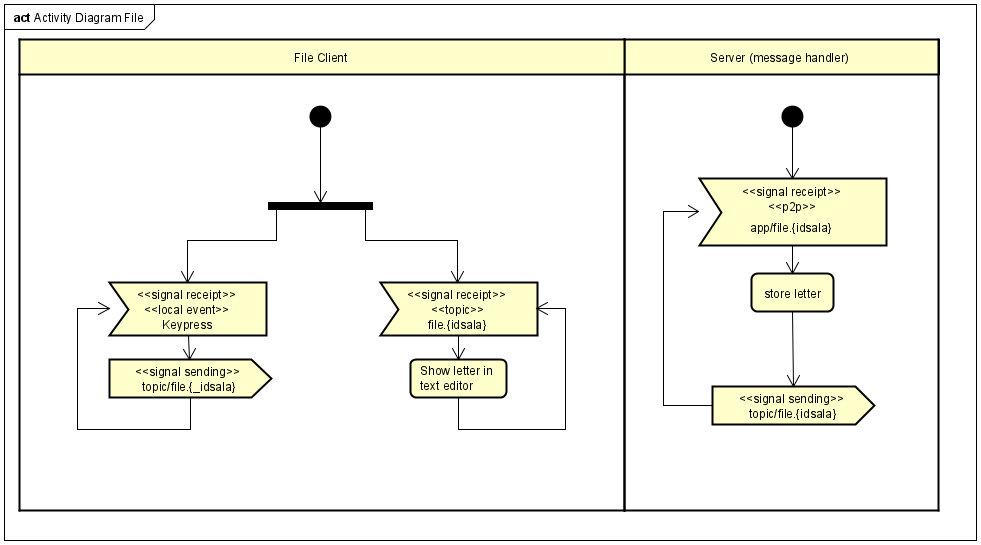 act Activity Diagram File
File Client
Server (message handler)
<<signal receipt>>
<<p2p>>
app/file.{idsala}
store letter
<<signal sending>>
topic/file.{idsala}
<<signal receipt>>
<<local event>>
Keypress
<<signal sending>>
topic/file.{_idsala}
<<signal receipt>>
<<topic>>
file.{idsala}
Show letter in
text editor